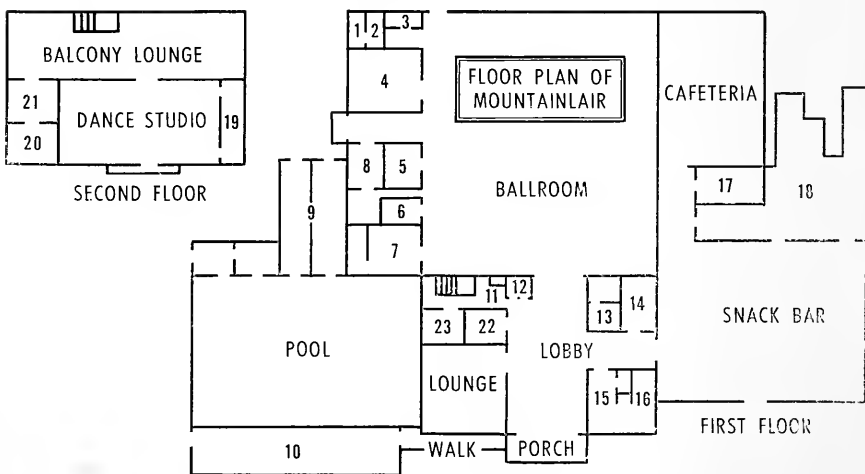 BALCONY LOUNGE
21
DANCE STUDIO
19
20
SECOND FLOOR
1
2
3
4
FLOOR PLAN OF
MOUNTAINLAIR
CAFETERIA
8
5
17
18
BALLROOM
9
6
7
11
12
13
14
23
22
SNACK BAR
POOL
LOBBY
LOUNGE
15
16
FIRST FLOOR
10
WALK
PORCH